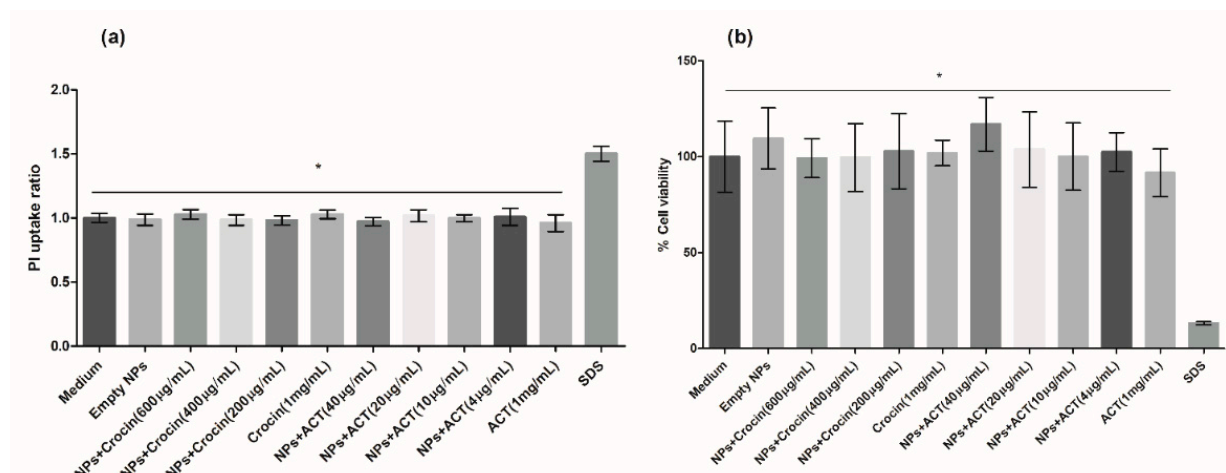 (a)
PI uptake ratio
2.0
1.5
1.0
0.5
0.0
*
Medium
Empty NPs
NPs+Crocin(600µg/mL)
NPs+Crocin(400µg/mL)
NPs+Crocin(200µg/mL)
Crocin(1mg/mL)
NPs+ACT(40µg/mL)
NPs+ACT(20µg/mL)
NPs+ACT(10µg/mL)
NPs+ACT(4µg/mL)
ACT(1mg/mL)
SDS
(b)
% Cell viability
150
100
50
0
*
Medium
Empty NPs
NPs+Crocin(600µg/mL)
NPs+Crocin(400µg/mL)
NPs+Crocin(200µg/mL)
Crocin(1mg/mL)
NPs+ACT(40µg/mL)
NPs+ACT(20µg/mL)
NPs+ACT(10µg/mL)
NPs+ACT(4µg/mL)
ACT(1mg/mL)
SDS